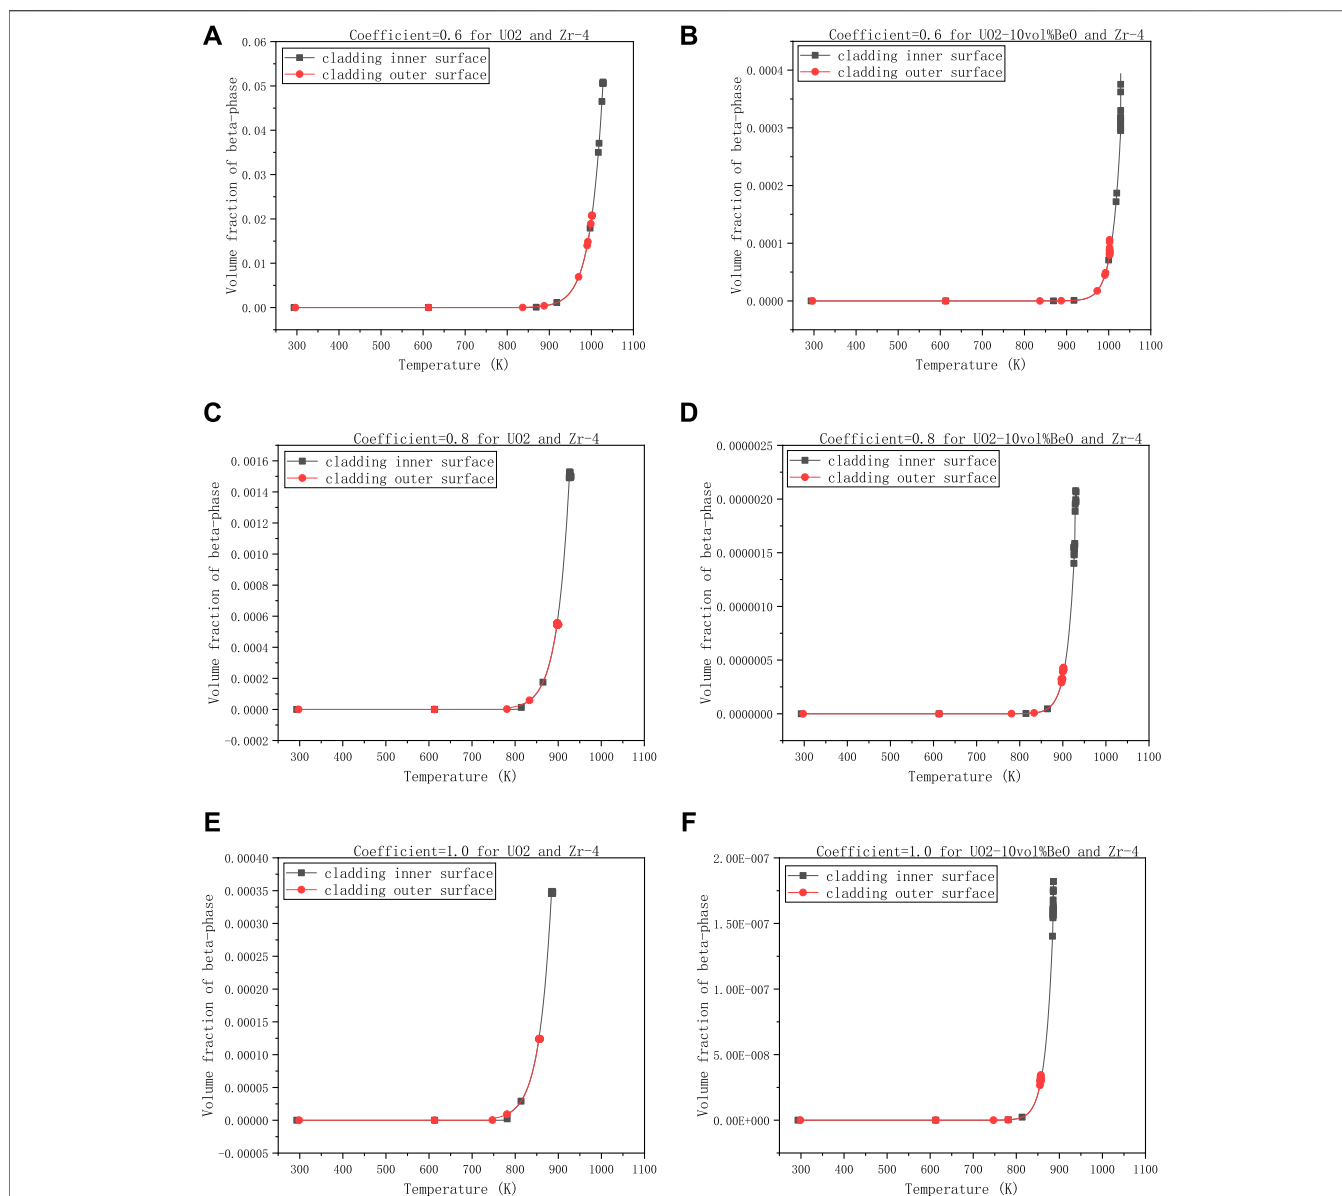 A
Coefficient=0.6 for UO2 and Zr-4
cladding inner surface
cladding outer surface
Volume fraction of beta-phase
0.06
0.05
0.04
0.03
0.02
0.01
0.00
300 400 500 600 700 800 900 1000 1100
Temperature (K)
B
Coefficient=0.6 for UO2-10vol%BeO and Zr-4
cladding inner surface
cladding outer surface
Volume fraction of beta-phase
0.0004
0.0003
0.0002
0.0001
0.0000
300 400 500 600 700 800 900 1000 1100
Temperature (K)
C
Coefficient=0.8 for UO2 and Zr-4
cladding inner surface
cladding outer surface
Volume fraction of beta-phase
0.0016
0.0014
0.0012
0.0010
0.0008
0.0006
0.0004
0.0002
0.0000
-0.0002
300 400 500 600 700 800 900 1000 1100
Temperature (K)
D
Coefficient=0.8 for UO2-10vol%BeO and Zr-4
cladding inner surface
cladding outer surface
Volume fraction of beta-phase
0.0000025
0.0000020
0.0000015
0.0000010
0.0000005
0.0000000
300 400 500 600 700 800 900 1000 1100
Temperature (K)
E
Coefficient=1.0 for UO2 and Zr-4
cladding inner surface
cladding outer surface
Volume fraction of beta-phase
0.00040
0.00035
0.00030
0.00025
0.00020
0.00015
0.00010
0.00005
0.00000
-0.00005
300 400 500 600 700 800 900 1000 1100
Temperature (K)
F
Coefficient=1.0 for UO2-10vol%BeO and Zr-4
cladding inner surface
cladding outer surface
Volume fraction of beta-phase
2.00E-007
1.50E-007
1.00E-007
5.00E-008
0.00E+000
300 400 500 600 700 800 900 1000 1100
Temperature (K)